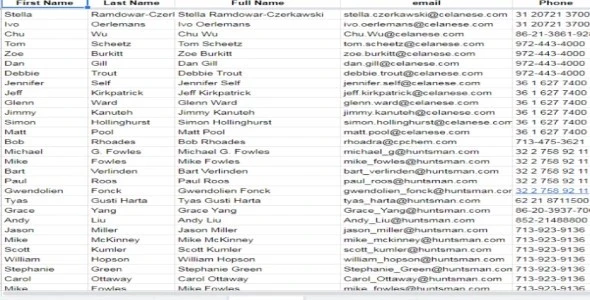 First Name Last Name Full Name email Phone
Stella Ramdowar-Czerl Stella Ramdowar-Czerkawski stella.czerkawski@celanese.com 31 20721 3700
Ivo Oerlemans Ivo Oerlemans ivo.oerlemans@celanese.com 31 20721 3700
Chu Wu Chu Wu Chu.Wu@celanese.com 86-21-3861-928
Tom Scheetz Tom Scheetz tom.scheetz@celanese.com 972-443-4000
Zoe Burkitt Zoe Burkitt zoe.burkitt@celanese.com 972-443-4000
Dan Gill Dan Gill dan.gill@celanese.com 972-443-4000
Debbie Trout Debbie Trout debbie.trout@celanese.com 972-443-4000
Jennifer Self Jennifer Self jennifer.self@celanese.com 36 1 627 7400
Jeff Kirkpatrick Jeff Kirkpatrick jeff.kirkpatrick@celanese.com 36 1 627 7400
Glenn Ward Glenn Ward glenn.ward@celanese.com 36 1 627 7400
Jimmy Kanuteh Jimmy Kanuteh jimmy.kanuteh@celanese.com 36 1 627 7400
Simon Hollinghurst Simon Hollinghurst simon.hollinghurst@celanese.com 36 1 627 7400
Matt Pool Matt Pool matt.pool@celanese.com 36 1 627 7400
Bob Rhoades Bob Rhoades rhoadra@cpchem.com 713-475-3621
Michael G. Fowles Michael G. Fowles michael_g@huntsman.com 32 2 758 92 11
Mike Fowles Mike Fowles mike_fowles@huntsman.com 32 2 758 92 11
Bart Verlinden Bart Verlinden bart_verlinden@huntsman.com 32 2 758 92 11
Paul Roos Paul Roos paul_roos@huntsman.com 32 2 758 92 11
Gwendolien Fonck Gwendolien Fonck gwendolien_fonck@huntsman.com 32 2 758 92 11
Tyas Gusti Harta Tyas Gusti Harta tyas_harta@huntsman.com 62 21 8711500
Grace Yang Grace Yang Grace_Yang@huntsman.com 86-20-3937-70
Andy Liu Andy Liu Andy_Liu@huntsman.com 852-21488800
Jason Miller Jason Miller jason_miller@huntsman.com 713-923-9136
Mike McKinney Mike McKinney mike_mckinney@huntsman.com 713-923-9136
Scott Kumler Scott Kumler scott_kumler@huntsman.com 713-923-9136
William Hopson William Hopson william_hopson@huntsman.com 713-923-9136
Stephanie Green Stephanie Green Stephanie_Green@huntsman.com 713-923-9136
Carol Ottaway Carol Ottaway Carol_Ottaway@huntsman.com 713-923-9136
Mike Fowles Mike Fowles mike_fowles@huntsman.com 713-923-9136